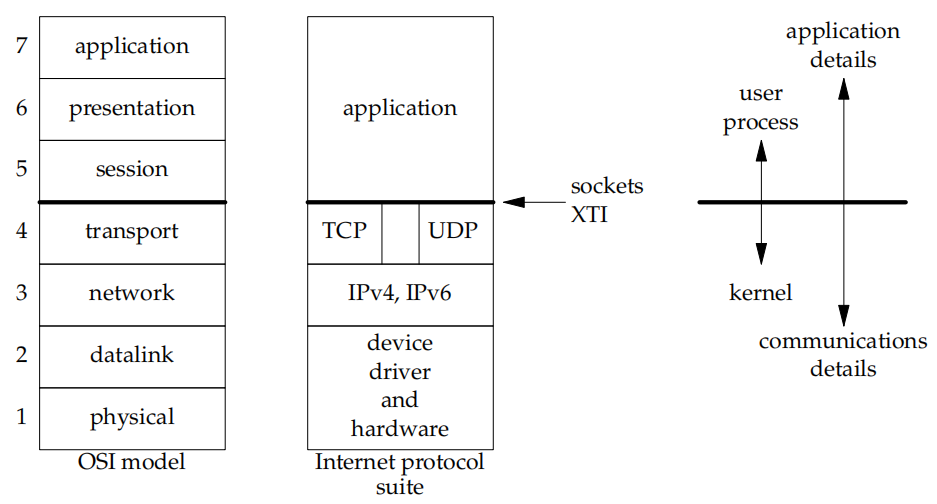 7
application
6
presentation
5
session
4
transport
3
network
2
datalink
1
physical
OSI model
application
TCP
UDP
IPv4, IPv6
device
driver
and
hardware
Internet protocol
suite
sockets
XTI
application
details
user
process
kernel
communications
details